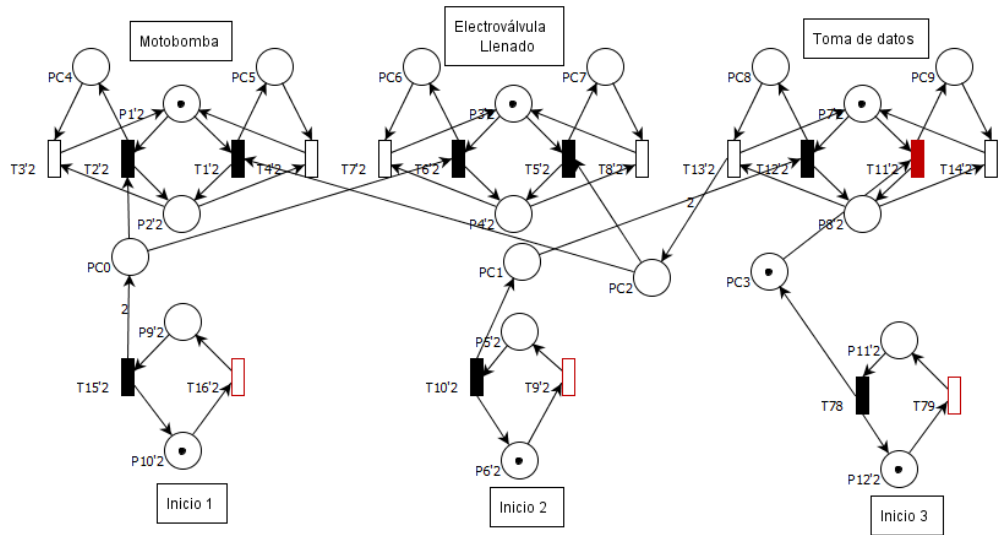 Motobomba
Electroválvula
Llenado
Toma de datos
PC4
PC5
PC6
PC7
PC8
PC9
P1'2
P3'2
P7'2
T3'2
T2'2
T1'2
T4'2
T7'2
T6'2
T5'2
T8'2
T13'2
T12'2
T11'2
T14'2
P2'2
P4'2
P8'2
2
PC0
PC1
PC2
PC3
2
P9'2
P5'2
P11'2
T15'2
T16'2
T10'2
T9'2
T78
T79
P10'2
P6'2
P12'2
Inicio 1
Inicio 2
Inicio 3